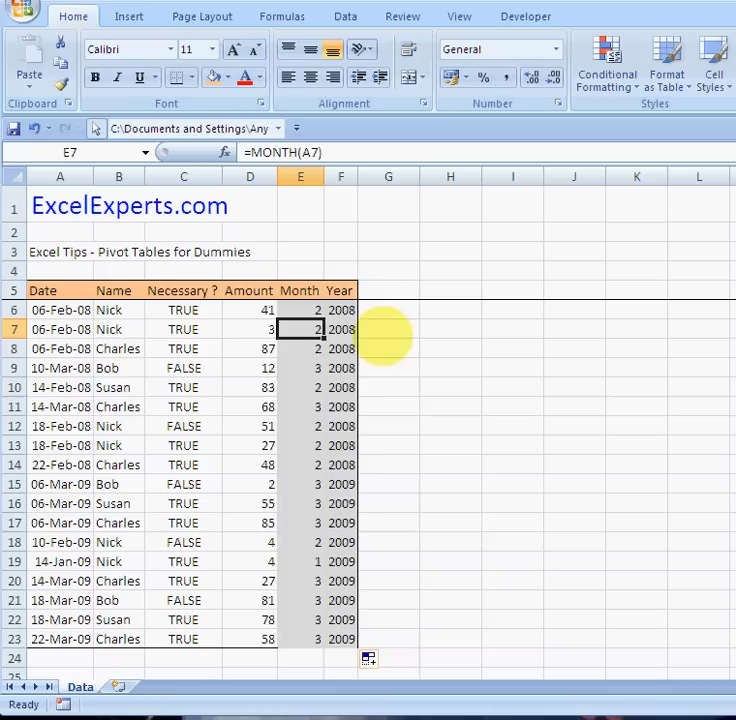 Home Insert Page Layout Formulas Data Review View Developer
Calibri 11 A A General
Paste B I U A $ % , .0 .00 .00 .0 Conditional Formatting Format as Table Cell Styles
Clipboard Font Alignment Number Styles
C:\Documents and Settings\Any
E7 fx =MONTH(A7)
A B C D E F G H I J K L
1 ExcelExperts.com
2
3 Excel Tips - Pivot Tables for Dummies
4
5 Date Name Necessary ? Amount Month Year
6 06-Feb-08 Nick TRUE 41 2 2008
7 06-Feb-08 Nick TRUE 3 2 2008
8 06-Feb-08 Charles TRUE 87 2 2008
9 10-Mar-08 Bob FALSE 12 3 2008
10 14-Feb-08 Susan TRUE 83 2 2008
11 14-Mar-08 Charles TRUE 68 3 2008
12 18-Feb-08 Nick FALSE 51 2 2008
13 18-Feb-08 Nick TRUE 27 2 2008
14 22-Feb-08 Charles TRUE 48 2 2008
15 06-Mar-09 Bob FALSE 2 3 2009
16 06-Mar-09 Susan TRUE 55 3 2009
17 06-Mar-09 Charles TRUE 85 3 2009
18 10-Feb-09 Nick FALSE 4 2 2009
19 14-Jan-09 Nick TRUE 4 1 2009
20 14-Mar-09 Charles TRUE 27 3 2009
21 18-Mar-09 Bob FALSE 81 3 2009
22 18-Mar-09 Susan TRUE 78 3 2009
23 22-Mar-09 Charles TRUE 58 3 2009
24
25
Data
Ready